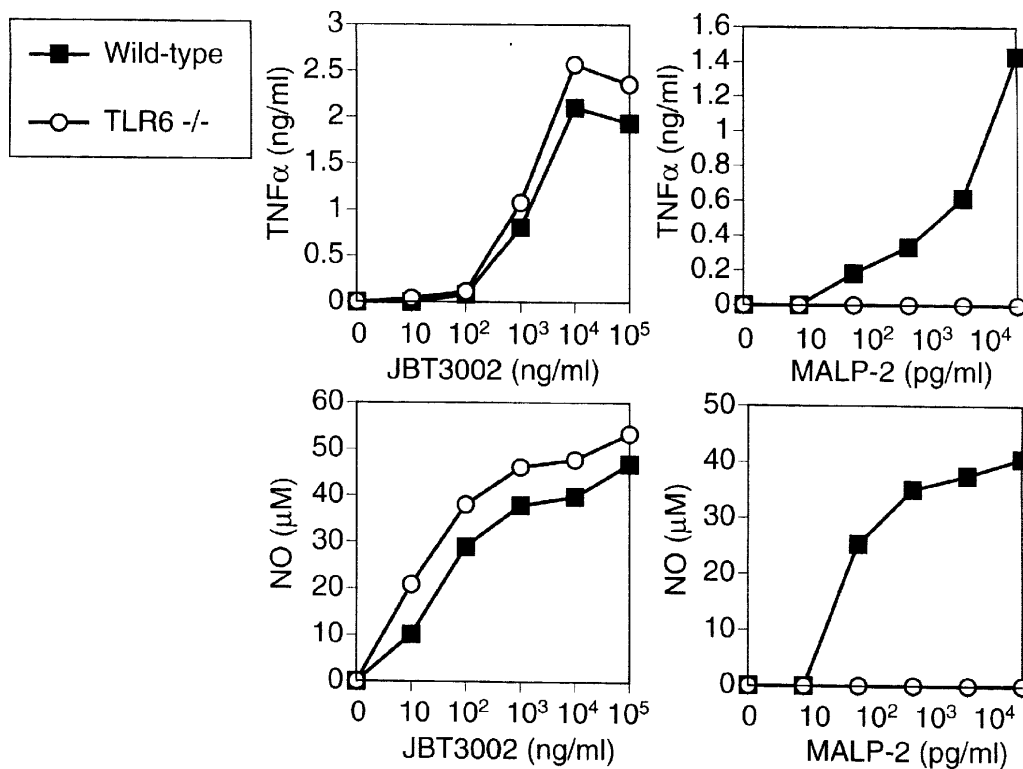 Wild-type
TLR6 -/-
TNFα (ng/ml)
3
2.5
2
1.5
1
0.5
0
0 10 10² 10³ 10⁴ 10⁵
JBT3002 (ng/ml)
TNFα (ng/ml)
1.6
1.4
1.2
1
0.8
0.6
0.4
0.2
0
0 10 10² 10³ 10⁴
MALP-2 (pg/ml)
NO (μM)
60
50
40
30
20
10
0
0 10 10² 10³ 10⁴ 10⁵
JBT3002 (ng/ml)
NO (μM)
50
40
30
20
10
0
0 10 10² 10³ 10⁴
MALP-2 (pg/ml)